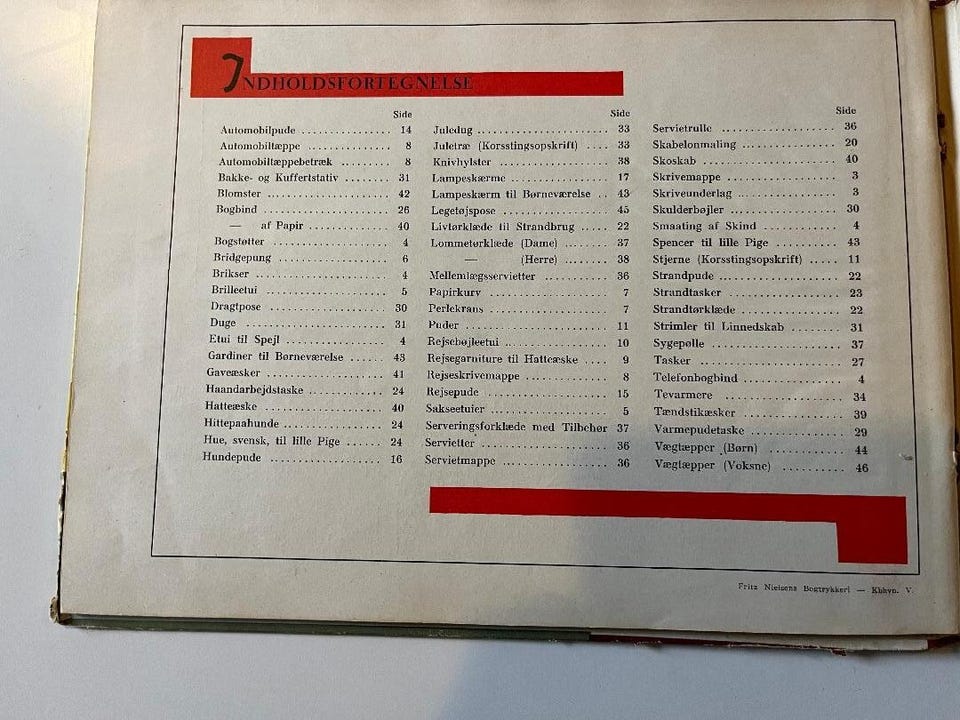 INDHOLDSFORTEGNELSE
Side
Automobilpude ................ 14
Automobiltæppe ............... 8
Automobiltæppebetræk ......... 8
Bakke- og Kuffertstativ ........ 31
Blomster ..................... 42
Bogbind ...................... 26
— af Papir .............. 40
Bogstøtter .................... 4
Bridgepung ................... 6
Brikser ....................... 4
Brilleetui ..................... 5
Dragtpose .................... 30
Duge ......................... 31
Etui til Spejl ................. 4
Gardiner til Børneværelse ...... 43
Gaveæsker .................... 41
Haandarbejdstaske ............. 24
Hatteæske .................... 40
Hittepaahunde ................ 24
Hue, svensk, til lille Pige ...... 24
Hundepude ................... 16
Side
Juledug ....................... 33
Juletræ (Korsstingsopskrift) .... 33
Knivhylster ................... 38
Lampeskærme ................. 17
Lampeskærm til Børneværelse .. 43
Legetøjspose .................. 45
Livtørklæde til Strandbrug ..... 22
Lommetørklæde (Dame) ........ 37
— (Herre) ........ 38
Mellemlægsservietter ........... 36
Papirkurv ..................... 7
Perlekrans .................... 7
Puder ........................ 11
Rejsebøjleetui ................. 10
Rejsegarniture til Hatteæske .... 9
Rejseskrivemappe .............. 8
Rejsepude .................... 15
Sakseetuier ................... 5
Serveringsforklæde med Tilbehør 37
Servietter .................... 36
Servietmappe ................. 36
Side
Servietrulle ................... 36
Skabelonmaling ............... 20
Skoskab ...................... 40
Skrivemappe .................. 3
Skriveunderlag ................ 3
Skulderbøjler ................. 30
Smaating af Skind ............. 4
Spencer til lille Pige ........... 43
Stjerne (Korsstingsopskrift) ..... 11
Strandpude ................... 22
Strandtasker .................. 23
Strandtørklæde ................ 22
Strimler til Linnedskab ........ 31
Sygepølle ..................... 37
Tasker ....................... 27
Telefonbogbind ................ 4
Tevarmere .................... 34
Tændstikæsker ................ 39
Varmepudetaske ............... 29
Vægtæpper (Børn) ............. 44
Vægtæpper (Voksne) .......... 46
Fritz Nielsens Bogtrykkeri — Kbhvn. V.